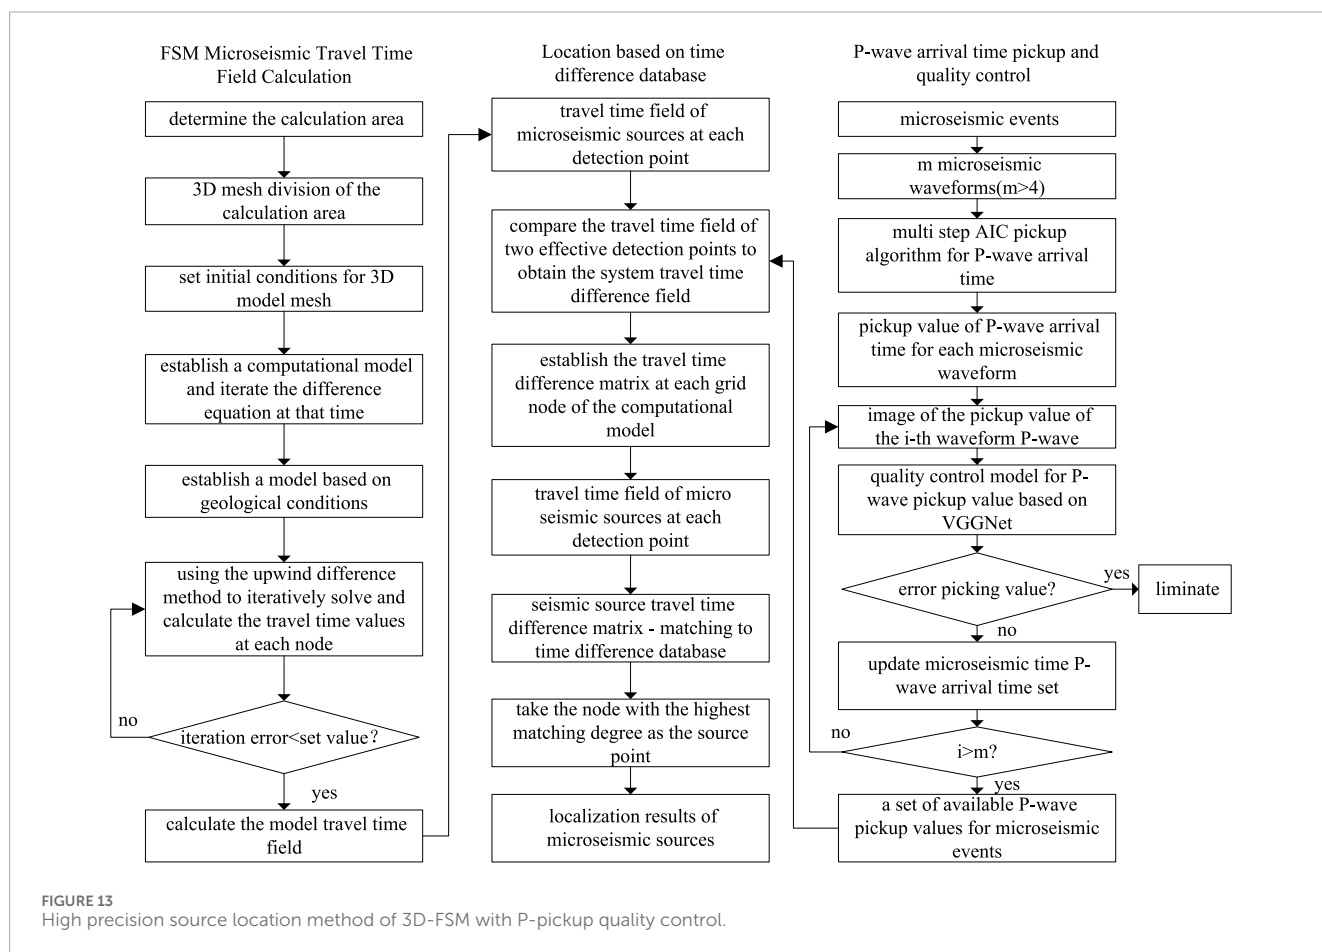 FSM Microseismic Travel Time
Field Calculation
determine the calculation area
3D mesh division of the
calculation area
set initial conditions for 3D
model mesh
establish a computational model
and iterate the difference
equation at that time
establish a model based on
geological conditions
using the upwind difference
method to iteratively solve and
calculate the travel time values
at each node
no
iteration error<set value?
yes
calculate the model travel time
field
Location based on time
difference database
travel time field of
microseismic sources at each
detection point
compare the travel time field of
two effective detection points to
obtain the system travel time
difference field
establish the travel time
difference matrix at each grid
node of the computational
model
travel time field of micro
seismic sources at each
detection point
seismic source travel time
difference matrix - matching to
time difference database
take the node with the highest
matching degree as the source
point
localization results of
microseismic sources
P-wave arrival time pickup and
quality control
microseismic events
m microseismic
waveforms(m>4)
multi step AIC pickup
algorithm for P-wave arrival
time
pickup value of P-wave arrival
time for each microseismic
waveform
image of the pickup value of
the i-th waveform P-wave
quality control model for P-
wave pickup value based on
VGGNet
error picking value?
yes
liminate
no
update microseismic time P-
wave arrival time set
no
i>m?
yes
a set of available P-wave
pickup values for microseismic
events
FIGURE 13
High precision source location method of 3D-FSM with P-pickup quality control.